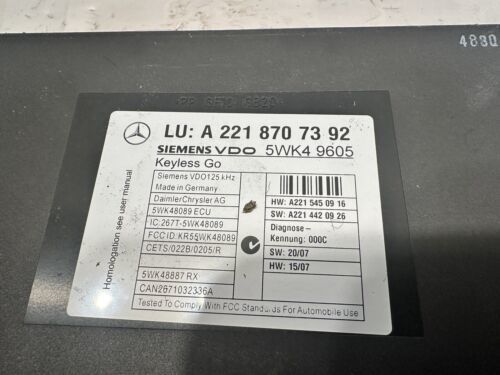 4830
LU: A 221 870 73 92
SIEMENS VDO 5WK4 9605
Keyless Go
Siemens VDO125 kHz
Made in Germany
DaimlerChrysler AG
5WK48089 ECU
IC:267T-5WK48089
FCC ID: KR55WK48089
CETS/022B/0205/R
5WK48887 RX
CAN2671032336A
HW: A221 545 09 16
SW: A221 442 09 26
Diagnose –
Kennung: 000C
SW: 20/07
HW: 15/07
Tested To Comply With FCC Standards For Automobile Use
Homologation see user manual